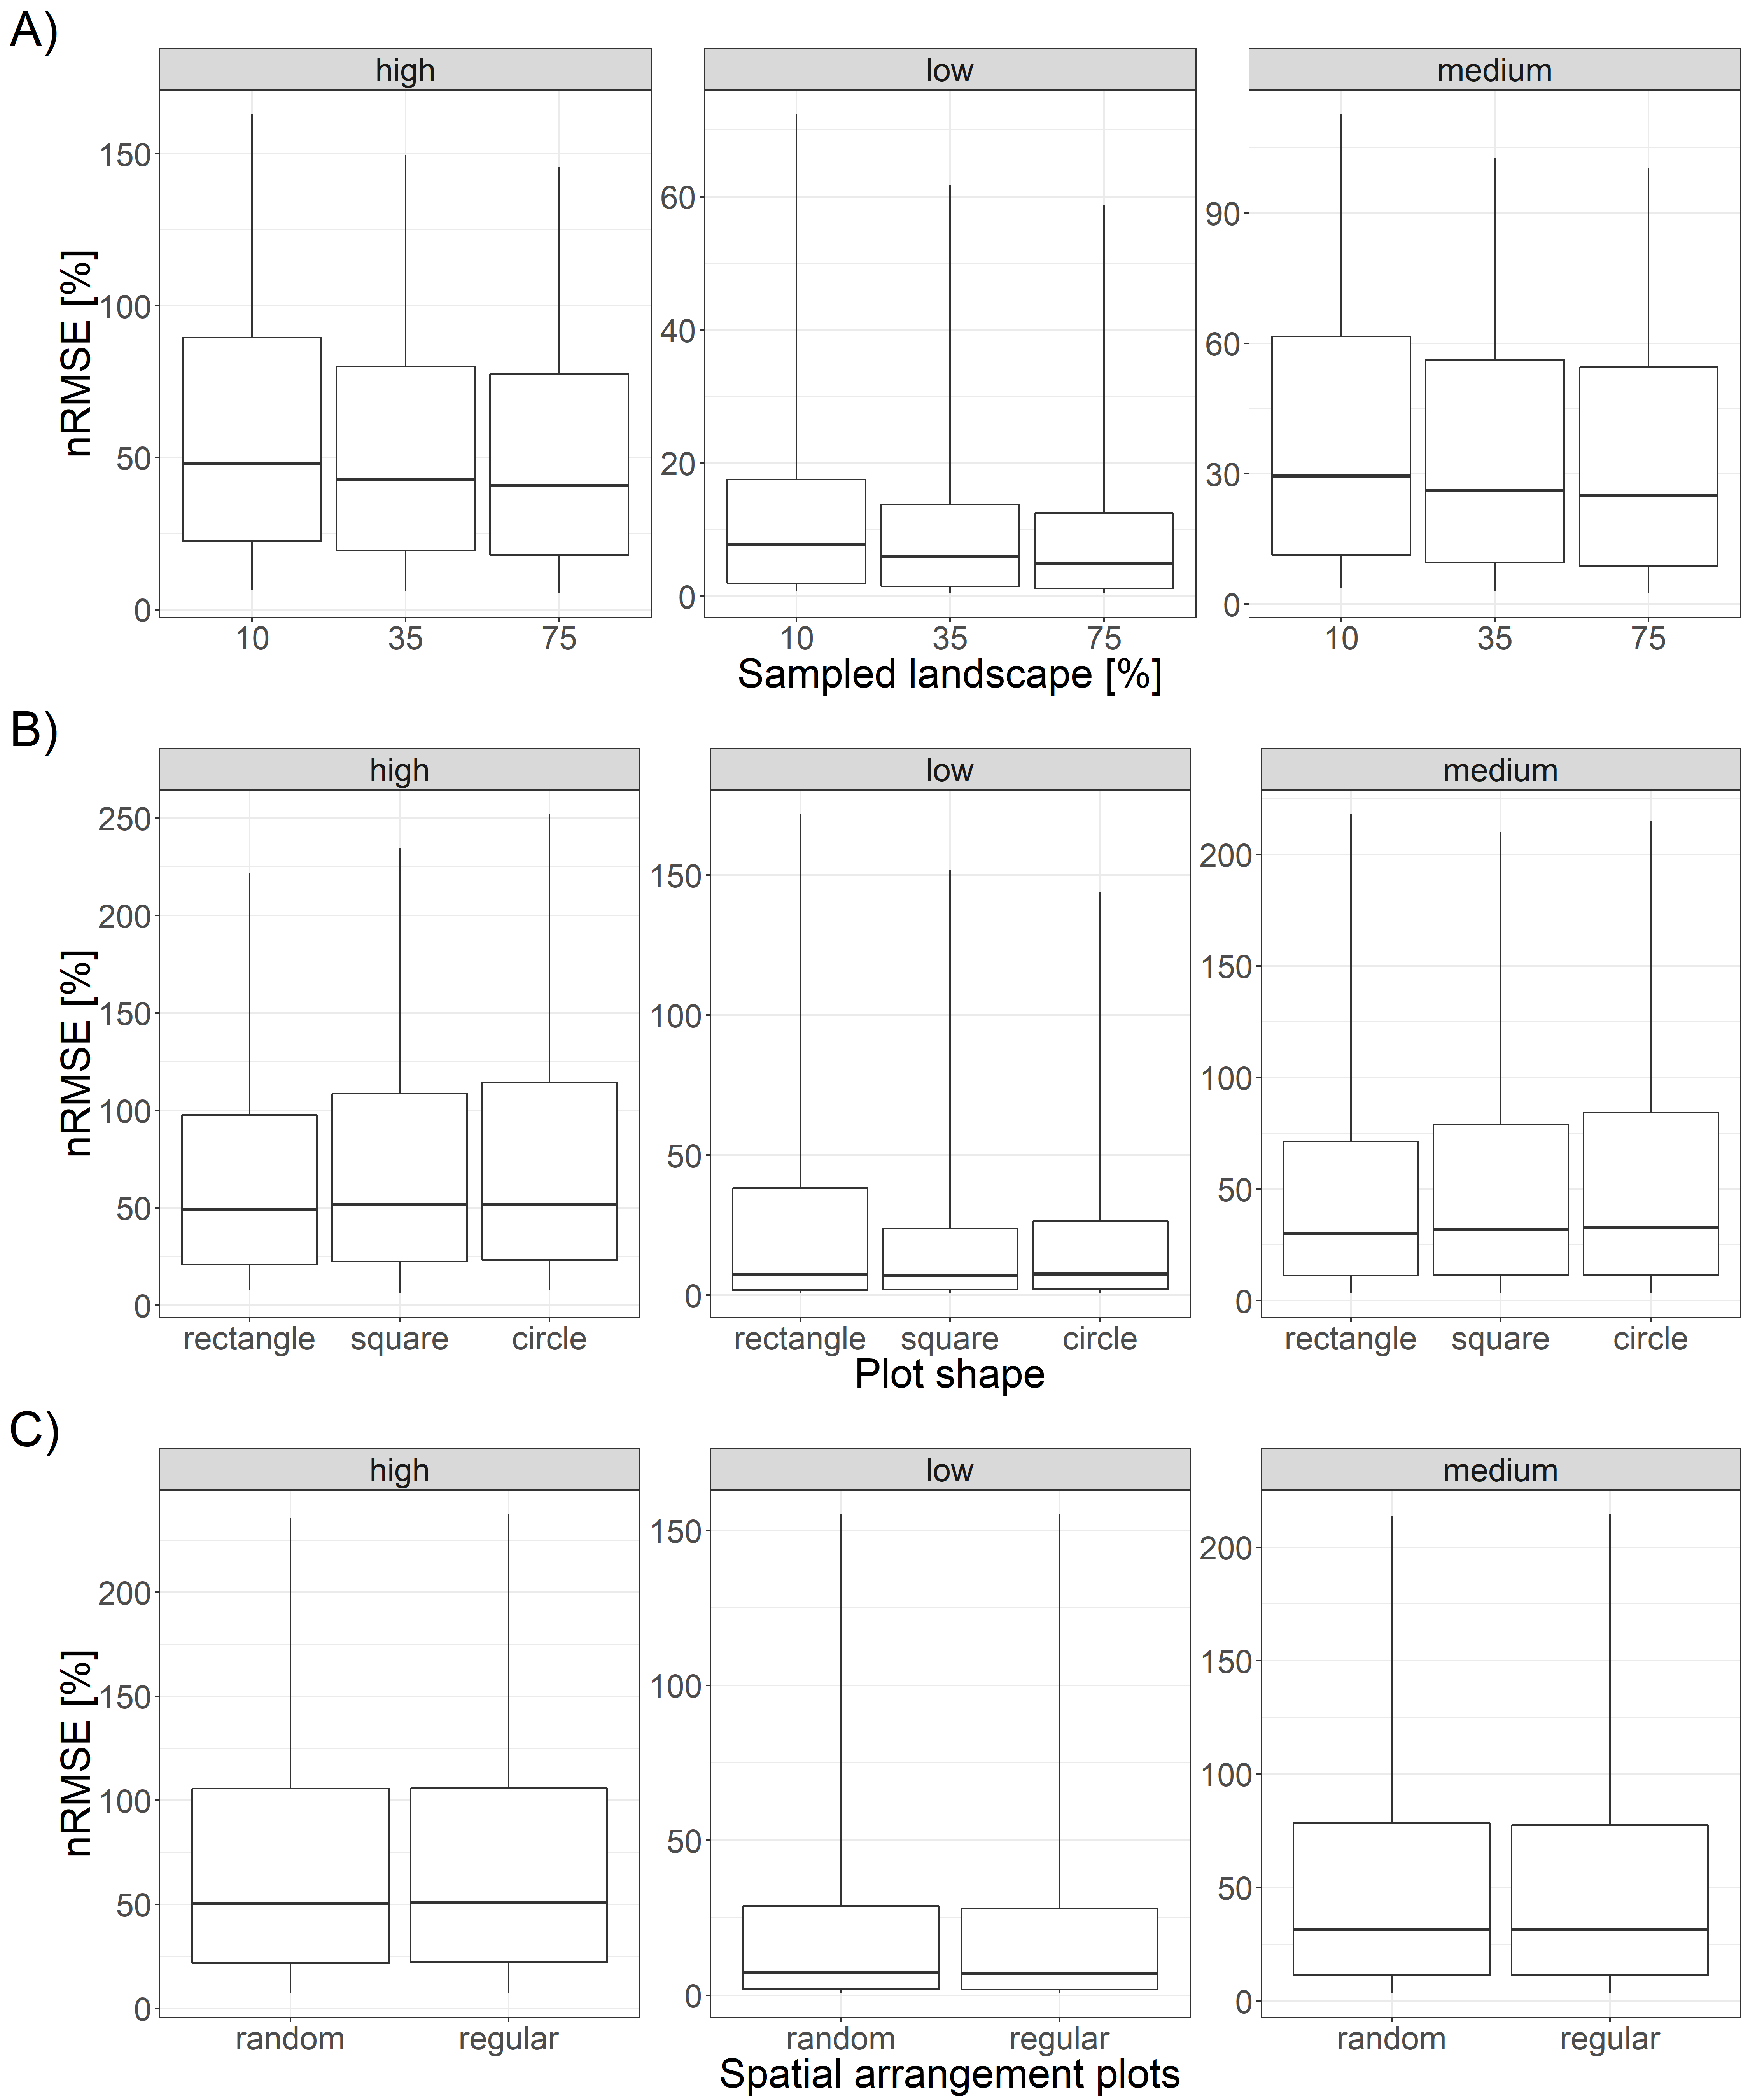 A)
high low medium
nRMSE [%]
150
100
50
0
60
40
20
0
90
60
30
0
10 35 75 10 35 75 10 35 75
Sampled landscape [%]
B)
high low medium
nRMSE [%]
250
200
150
100
50
0
150
100
50
0
200
150
100
50
0
rectangle square circle rectangle square circle rectangle square circle
Plot shape
C)
high low medium
nRMSE [%]
200
150
100
50
0
150
100
50
0
200
150
100
50
0
random regular random regular random regular
Spatial arrangement plots